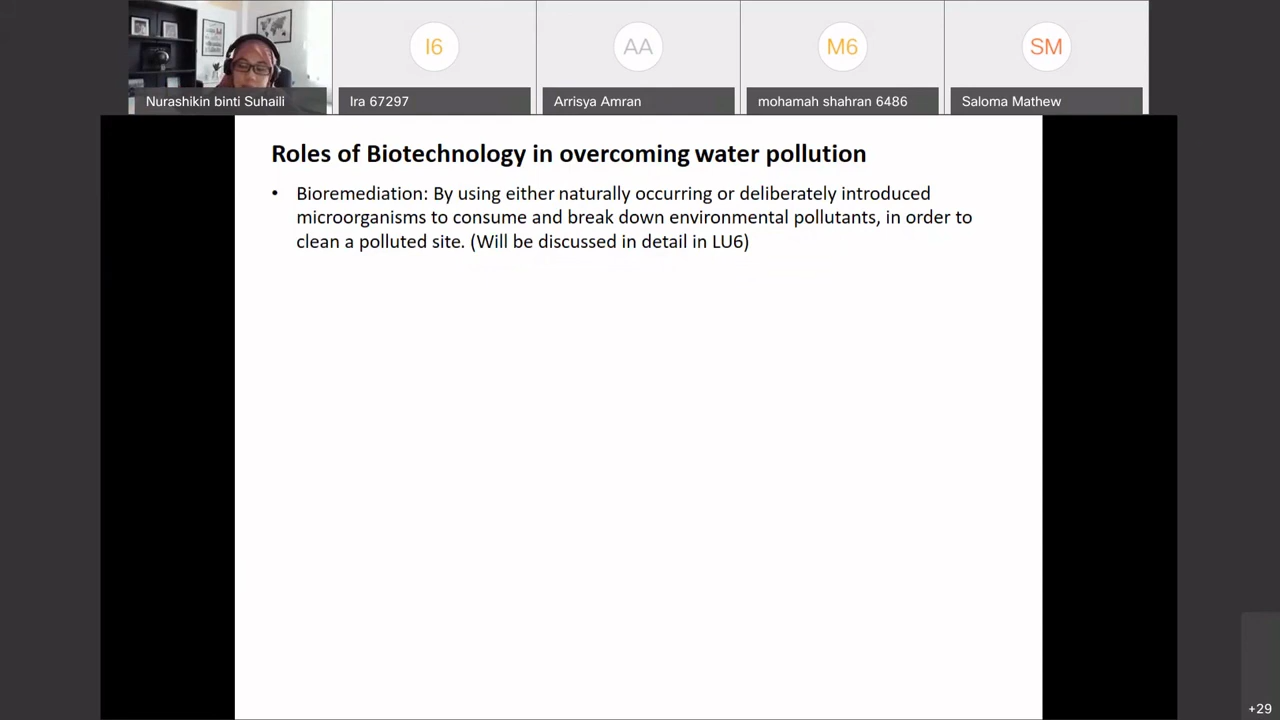 I6
AA
M6
SM
Nurashikin binti Suhaili
Ira 67297
Arrisya Amran
mohamah shahran 6486
Saloma Mathew
Roles of Biotechnology in overcoming water pollution
• Bioremediation: By using either naturally occurring or deliberately introduced
microorganisms to consume and break down environmental pollutants, in order to
clean a polluted site. (Will be discussed in detail in LU6)
+29